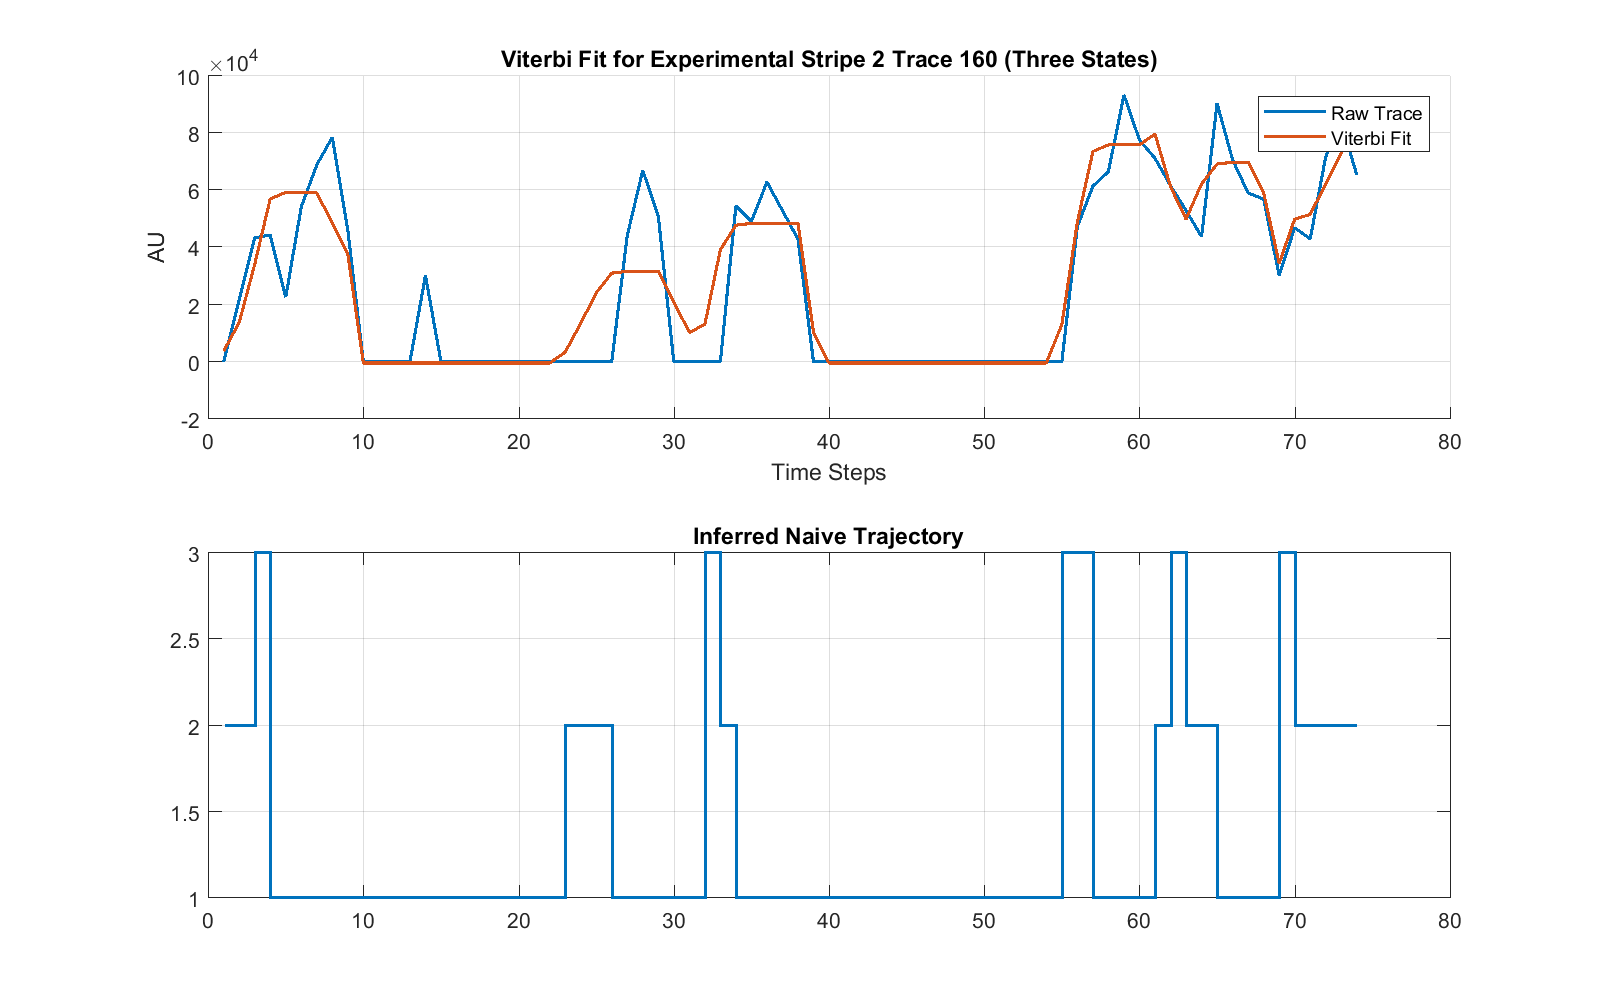 Viterbi Fit for Experimental Stripe 2 Trace 160 (Three States)
×10⁴
10
8
6
4
2
0
-2
AU
Raw Trace
Viterbi Fit
0 10 20 30 40 50 60 70 80
Time Steps
Inferred Naive Trajectory
3
2.5
2
1.5
1
0 10 20 30 40 50 60 70 80